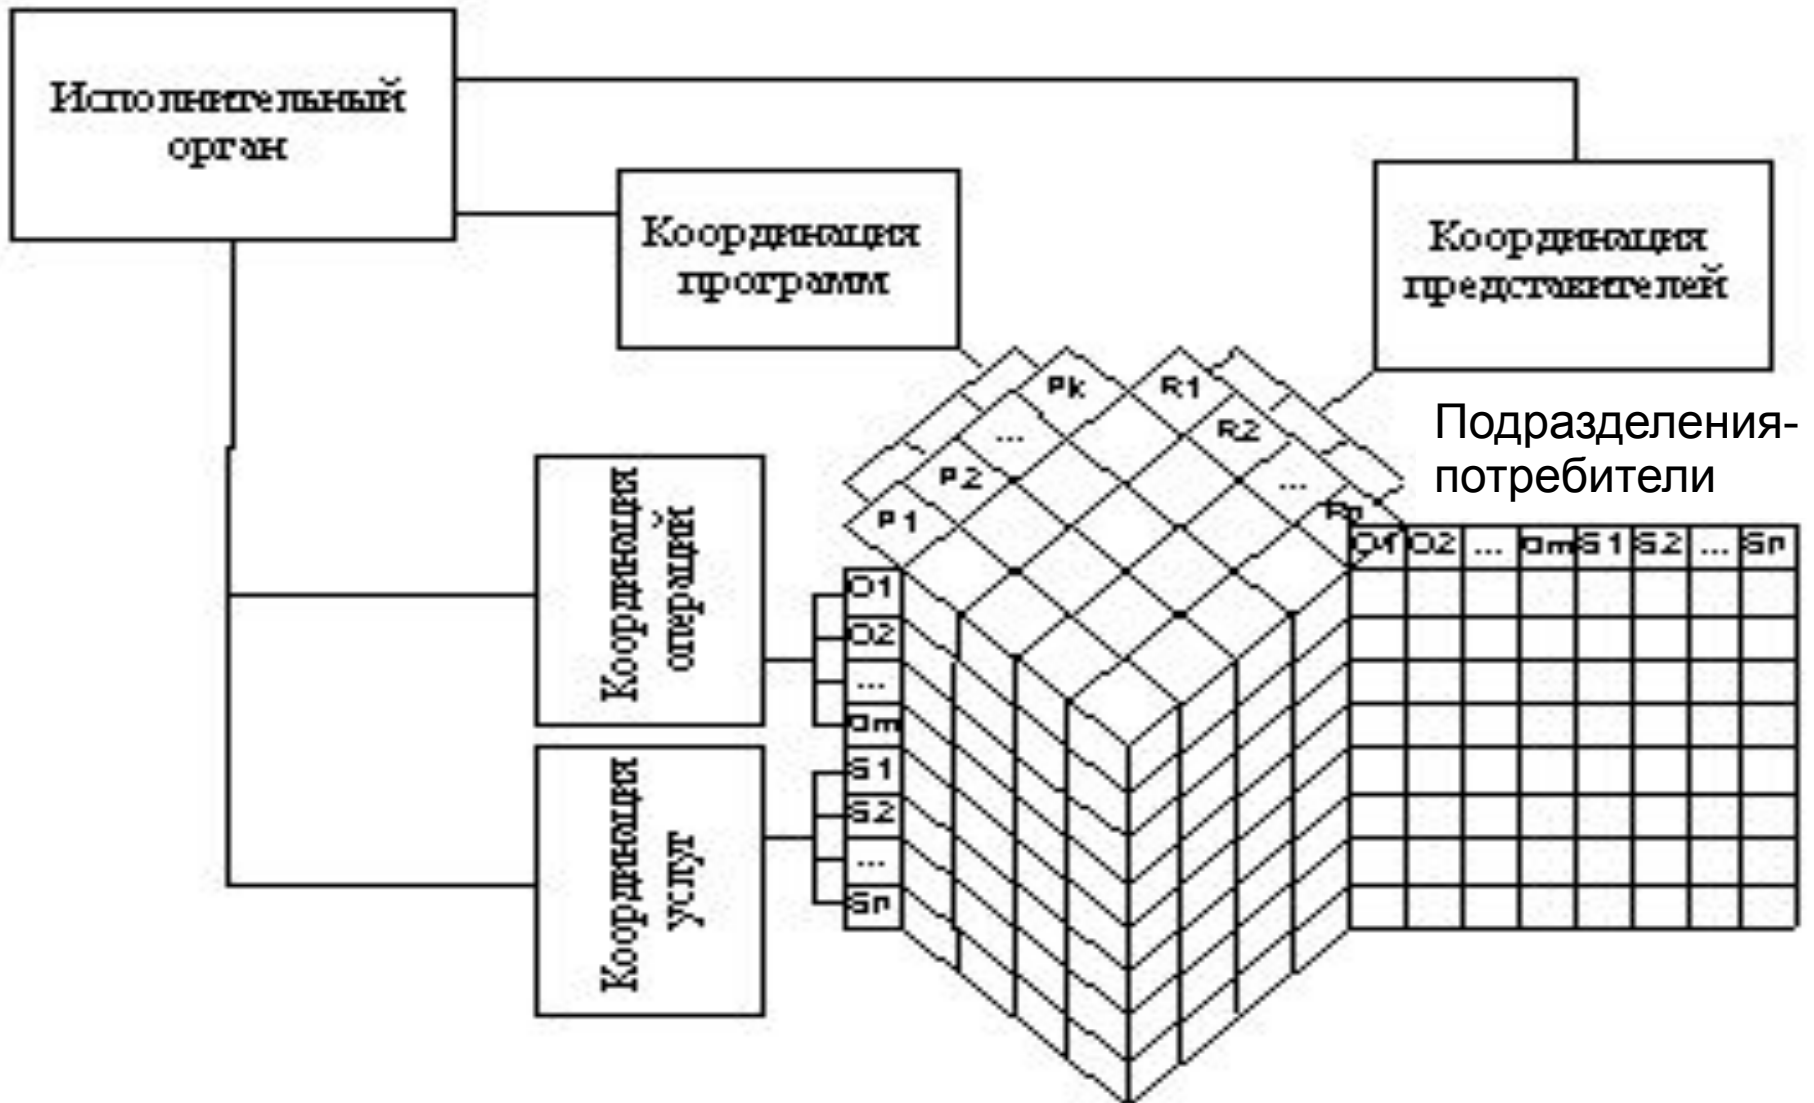 Исполнительный
орган
Координация
программ
Координация
представителей
Подразделения-
потребители
Координация
операций
Координация
услуг
Pk
R1
...
R2
P2
...
P1
Rn
O1 O2 ... Om S1 S2 ... Sn
O1
O2
...
Om
S1
S2
...
Sn